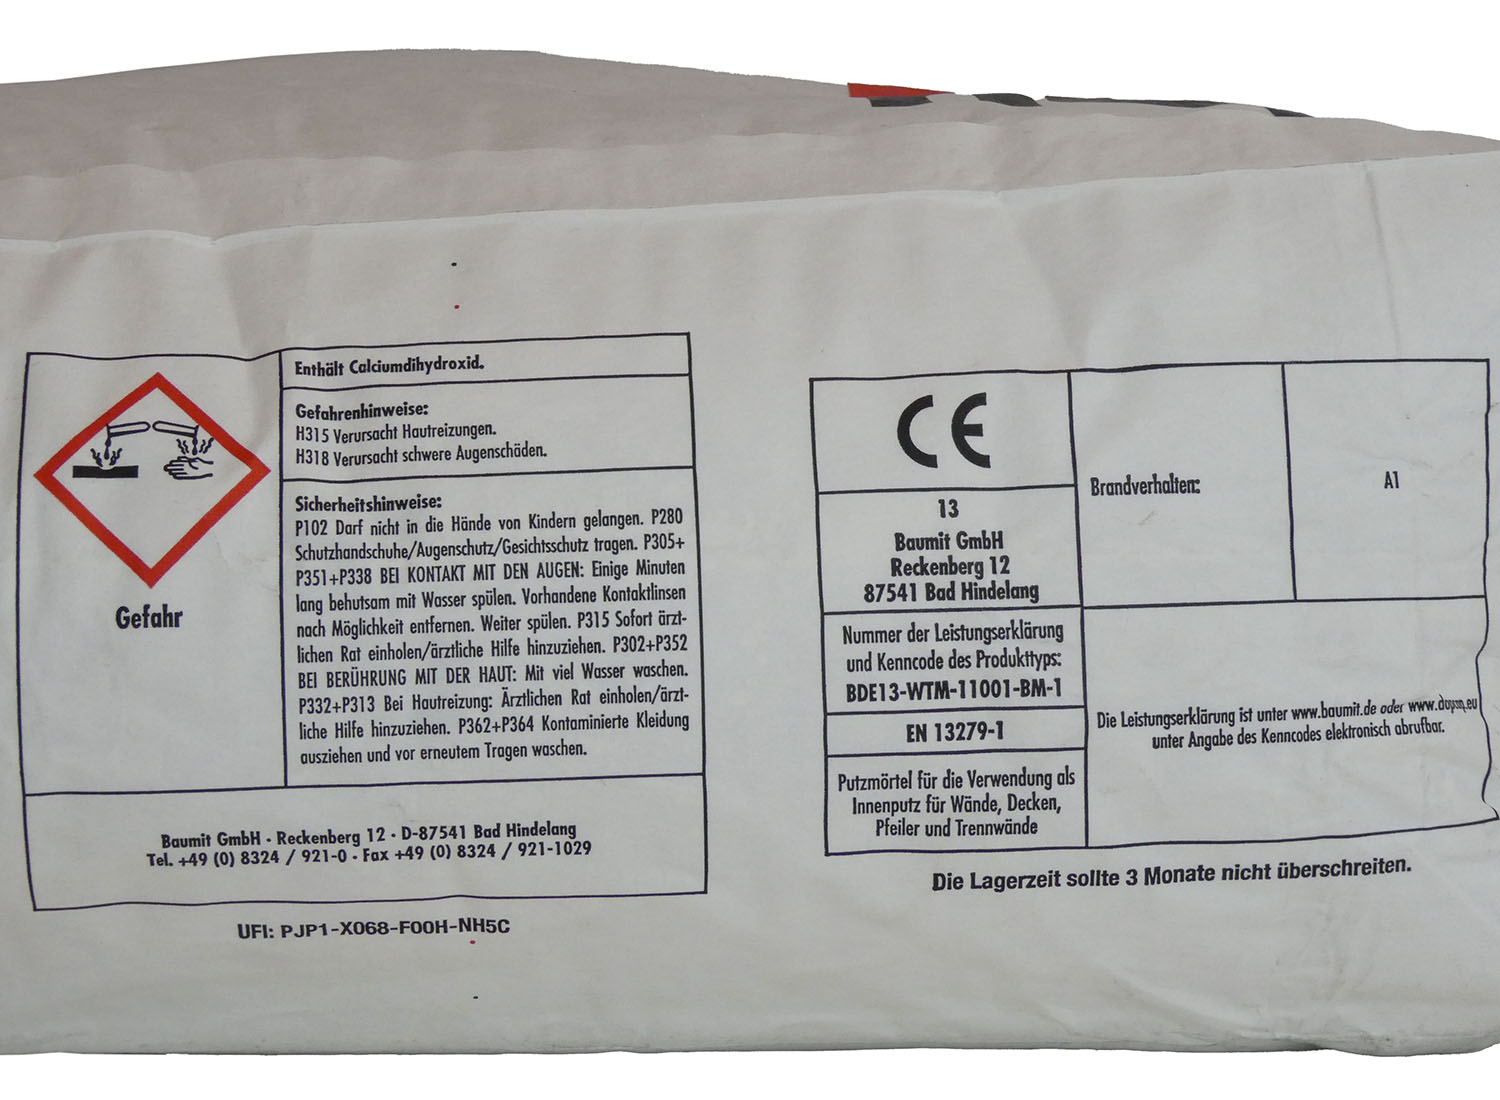 Enthält Calciumdihydroxid.
Gefahrenhinweise:
H315 Verursacht Hautreizungen.
H318 Verursacht schwere Augenschäden.
Sicherheitshinweise:
P102 Darf nicht in die Hände von Kindern gelangen. P280
Schutzhandschuhe/Augenschutz/Gesichtsschutz tragen. P305+
P351+P338 BEI KONTAKT MIT DEN AUGEN: Einige Minuten
lang behutsam mit Wasser spülen. Vorhandene Kontaktlinsen
nach Möglichkeit entfernen. Weiter spülen. P315 Sofort ärzt-
lichen Rat einholen/ärztliche Hilfe hinzuziehen. P302+P352
BEI BERÜHRUNG MIT DER HAUT: Mit viel Wasser waschen.
P332+P313 Bei Hautreizung: Ärztlichen Rat einholen/ärzt-
liche Hilfe hinzuziehen. P362+P364 Kontaminierte Kleidung
ausziehen und vor erneutem Tragen waschen.
Gefahr
Baumit GmbH · Reckenberg 12 · D-87541 Bad Hindelang
Tel. +49 (0) 8324 / 921-0 · Fax +49 (0) 8324 / 921-1029
UFI: PJP1-X068-F00H-NH5C
CE
13
Baumit GmbH
Reckenberg 12
87541 Bad Hindelang
Nummer der Leistungserklärung
und Kenncode des Produkttyps:
BDE13-WTM-11001-BM-1
EN 13279-1
Putzmörtel für die Verwendung als
Innenputz für Wände, Decken,
Pfeiler und Trennwände
Brandverhalten:
A1
Die Leistungserklärung ist unter www.baumit.de oder
unter Angabe des Kenncodes elektronisch abrufbar.
Die Lagerzeit sollte 3 Monate nicht überschreiten.